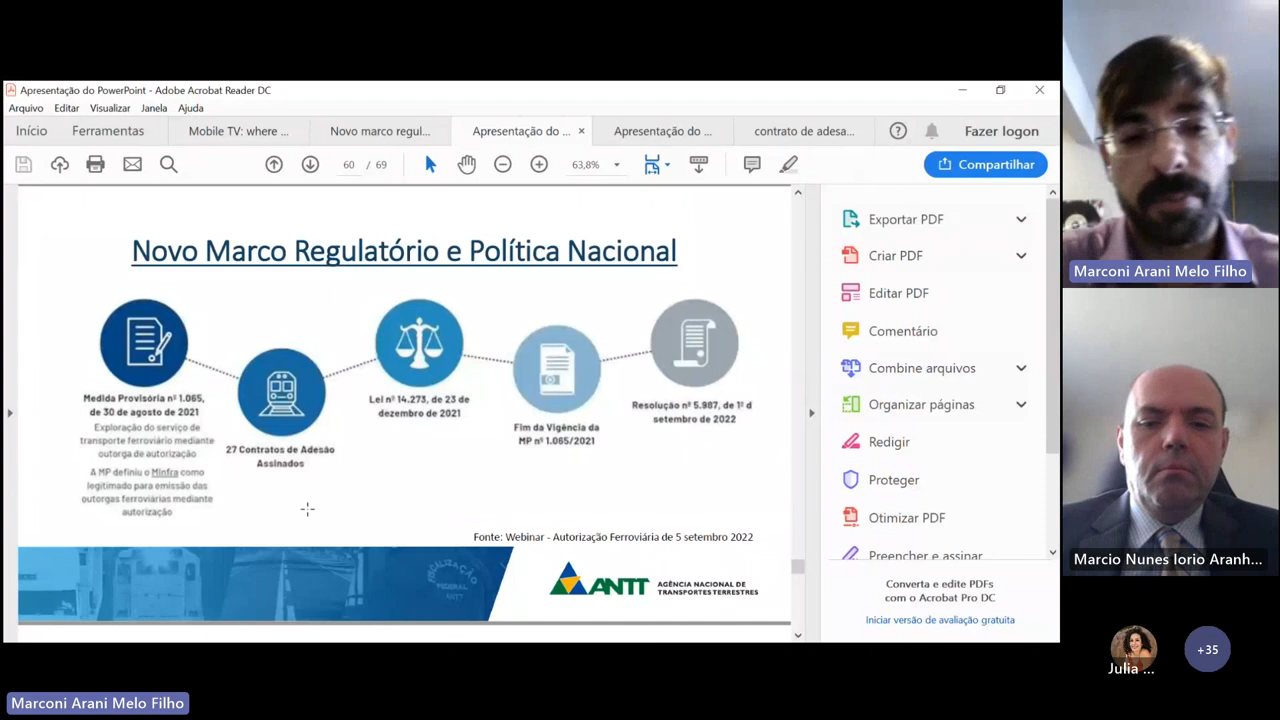 Apresentação do PowerPoint - Adobe Acrobat Reader DC
Arquivo Editar Visualizar Janela Ajuda
Início Ferramentas Mobile TV: where ... Novo marco regul... Apresentação do ... × Apresentação do ... contrato de adesa... Fazer logon
60 / 69 63,8% Compartilhar
Novo Marco Regulatório e Política Nacional
Medida Provisória nº 1.065,
de 30 de agosto de 2021
Exploração do serviço de
transporte ferroviário mediante
outorga de autorização
A MP definiu o Minfra como
legitimado para emissão das
outorgas ferroviárias mediante
autorização
27 Contratos de Adesão
Assinados
Lei nº 14.273, de 23 de
dezembro de 2021
Fim da Vigência da
MP nº 1.065/2021
Resolução nº 5.987, de 1º d
setembro de 2022
Fonte: Webinar - Autorização Ferroviária de 5 setembro 2022
FISCALIZAÇÃO
FEDERAL
ANTT
ANTT
AGÊNCIA NACIONAL DE
TRANSPORTES TERRESTRES
Exportar PDF
Criar PDF
Editar PDF
Comentário
Combine arquivos
Organizar páginas
Redigir
Proteger
Otimizar PDF
Preencher e assinar
Converta e edite PDFs
com o Acrobat Pro DC
Iniciar versão de avaliação gratuita
Marconi Arani Melo Filho
Marcio Nunes Iorio Aranh...
Julia ...
+35
Marconi Arani Melo Filho